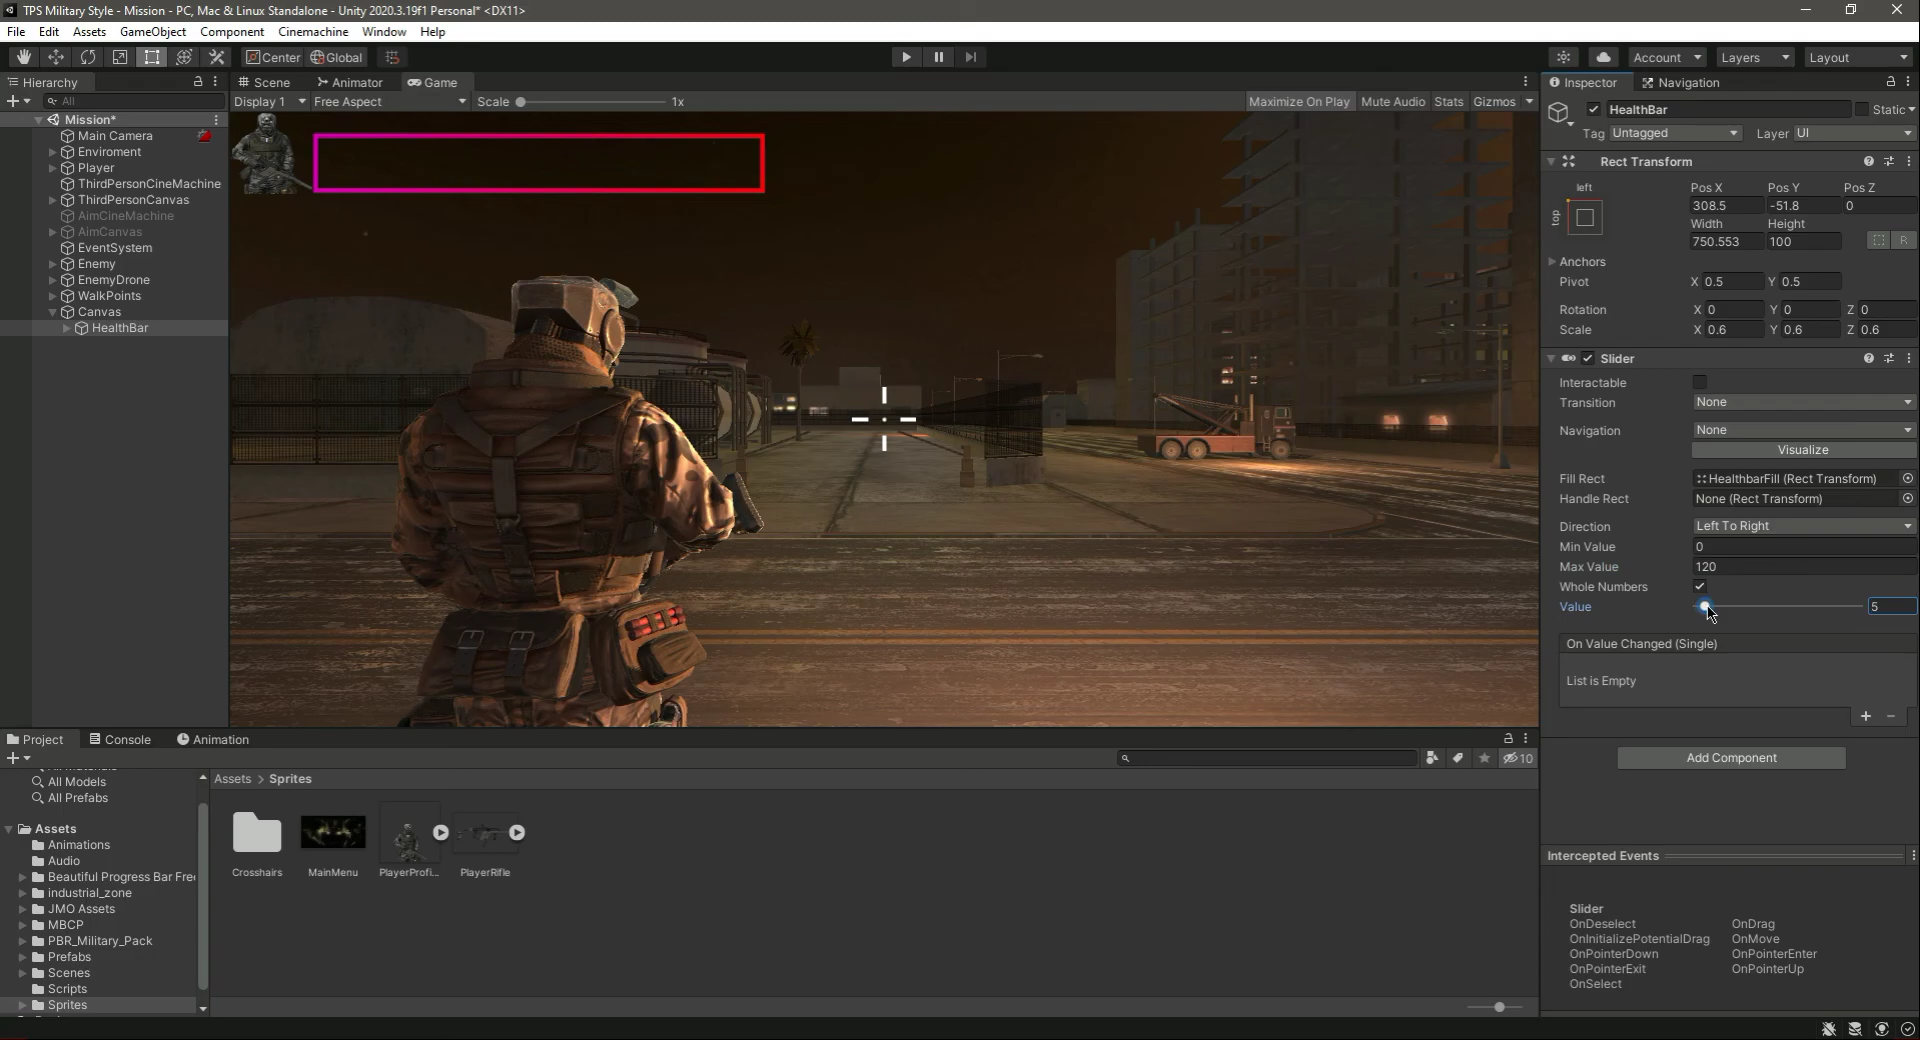 TPS Military Style - Mission - PC, Mac & Linux Standalone - Unity 2020.3.19f1 Personal* <DX11>
File Edit Assets GameObject Component Cinemachine Window Help
Center Global Account Layers Layout
Hierarchy
All
Mission*
Main Camera
Enviroment
Player
ThirdPersonCineMachine
ThirdPersonCanvas
AimCineMachine
AimCanvas
EventSystem
Enemy
EnemyDrone
WalkPoints
Canvas
HealthBar
Scene Animator Game
Display 1 Free Aspect Scale 1x Maximize On Play Mute Audio Stats Gizmos
Inspector Navigation
HealthBar Static
Tag Untagged Layer UI
Rect Transform
left
top
Pos X Pos Y Pos Z
308.5 -51.8 0
Width Height
750.553 100 R
Anchors
Pivot X 0.5 Y 0.5
Rotation X 0 Y 0 Z 0
Scale X 0.6 Y 0.6 Z 0.6
Slider
Interactable
Transition None
Navigation None
Visualize
Fill Rect HealthbarFill (Rect Transform)
Handle Rect None (Rect Transform)
Direction Left To Right
Min Value 0
Max Value 120
Whole Numbers
Value 5
On Value Changed (Single)
List is Empty
+ -
Add Component
Intercepted Events
Slider
OnDeselect OnDrag
OnInitializePotentialDrag OnMove
OnPointerDown OnPointerEnter
OnPointerExit OnPointerUp
OnSelect
Project Console Animation
10
All Models
All Prefabs
Assets
Animations
Audio
Beautiful Progress Bar Fre
industrial_zone
JMO Assets
MBCP
PBR_Military_Pack
Prefabs
Scenes
Scripts
Sprites
Assets > Sprites
Crosshairs MainMenu PlayerProfi... PlayerRifle